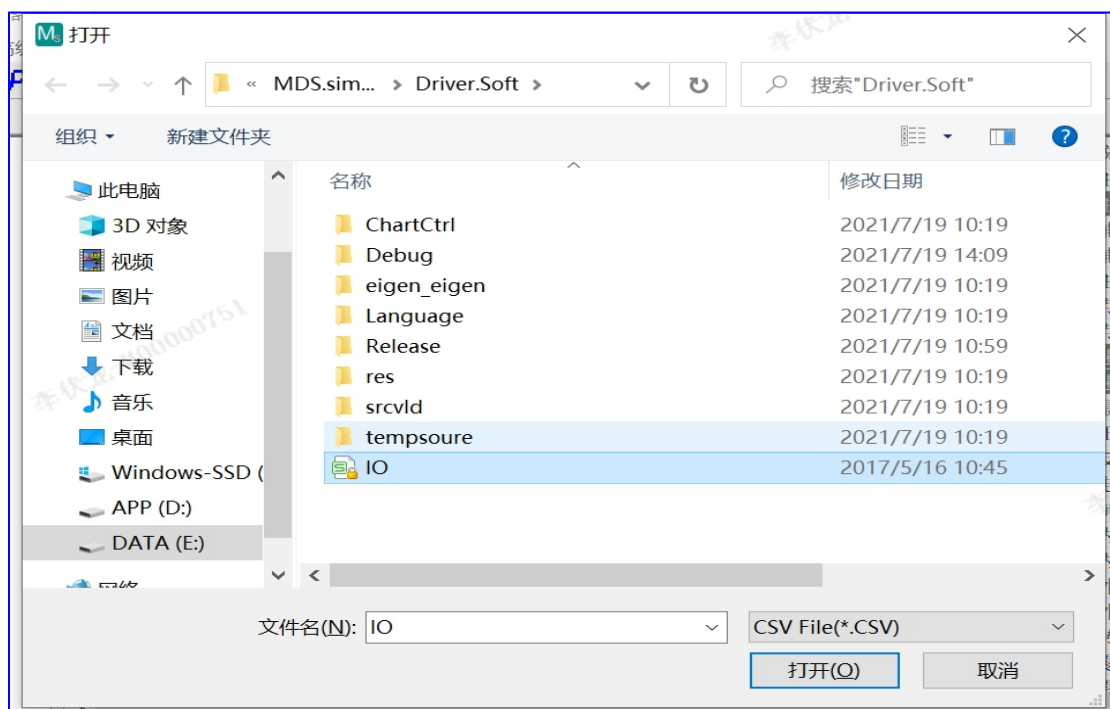 Ms 打开
« MDS.sim... > Driver.Soft >
搜索"Driver.Soft"
组织
新建文件夹
?
名称
修改日期
此电脑
3D 对象
视频
图片
文档
下载
音乐
桌面
Windows-SSD (
APP (D:)
DATA (E:)
网络
ChartCtrl 2021/7/19 10:19
Debug 2021/7/19 14:09
eigen_eigen 2021/7/19 10:19
Language 2021/7/19 10:19
Release 2021/7/19 10:59
res 2021/7/19 10:19
srcvld 2021/7/19 10:19
tempsoure 2021/7/19 10:19
IO 2017/5/16 10:45
文件名(N): IO
CSV File(*.CSV)
打开(O)
取消